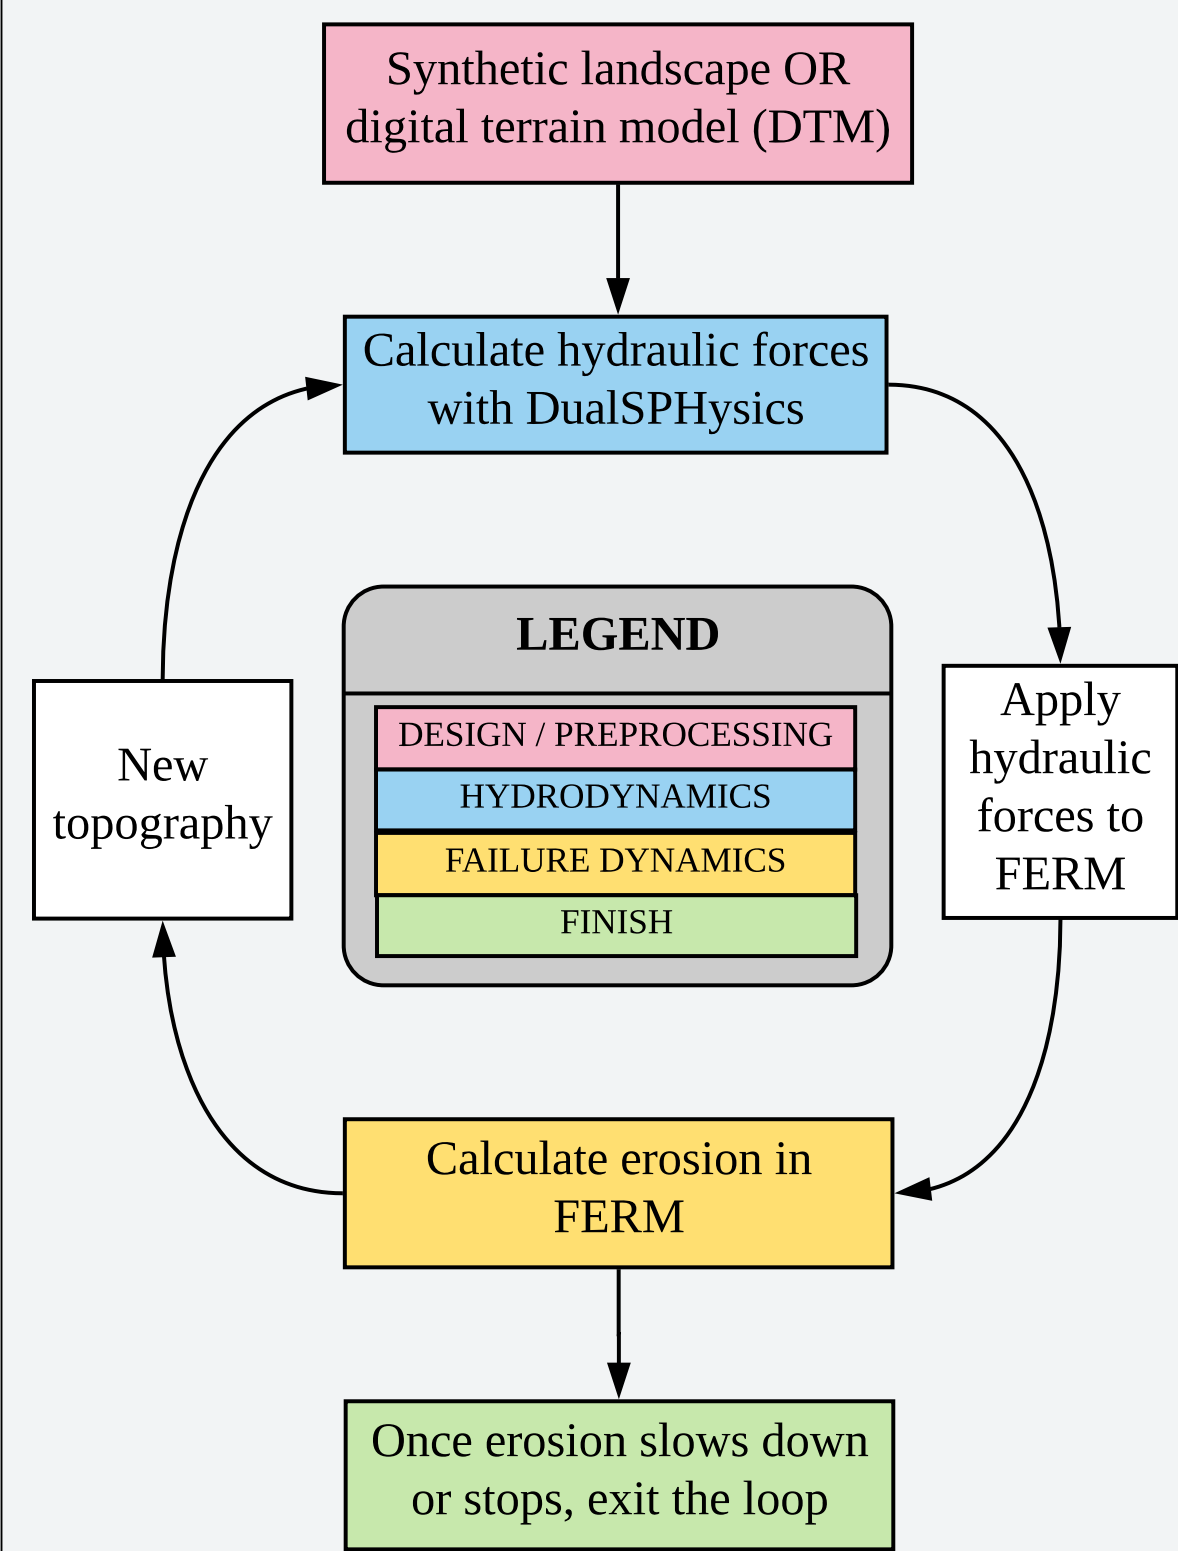 Synthetic landscape OR
digital terrain model (DTM)
Calculate hydraulic forces
with DualSPHysics
LEGEND
DESIGN / PREPROCESSING
HYDRODYNAMICS
FAILURE DYNAMICS
FINISH
New
topography
Apply
hydraulic
forces to
FERM
Calculate erosion in
FERM
Once erosion slows down
or stops, exit the loop